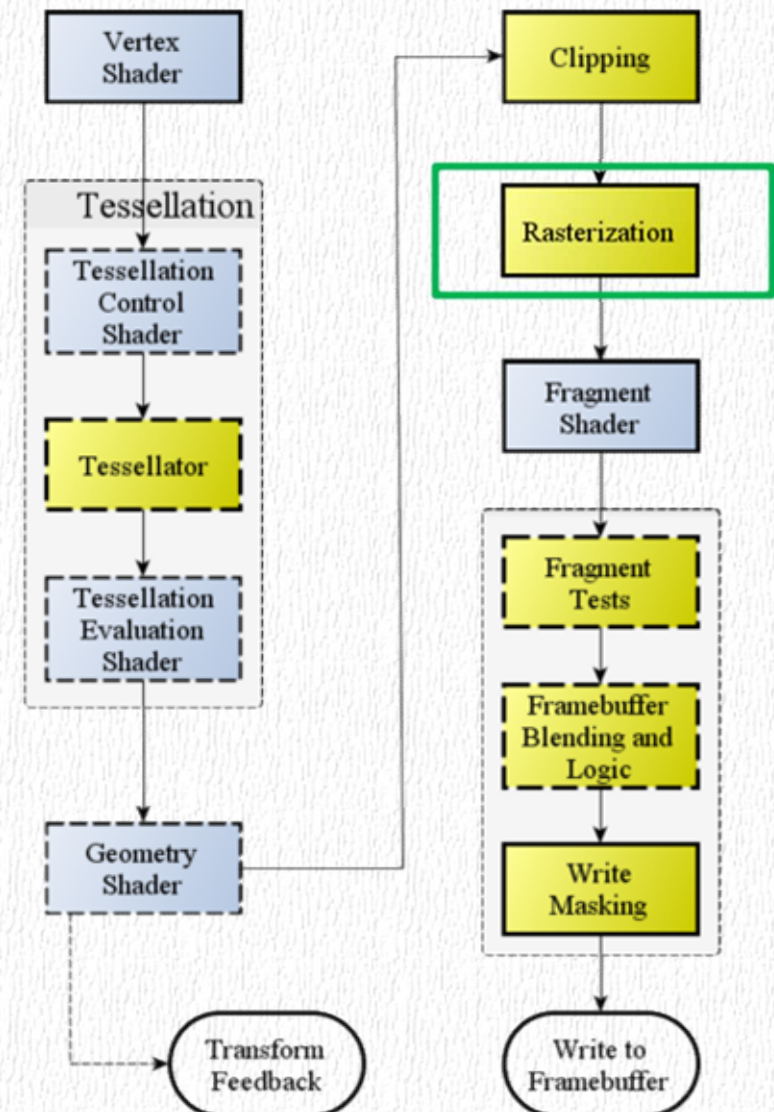 Vertex
Shader
Tessellation
Tessellation
Control
Shader
Tessellator
Tessellation
Evaluation
Shader
Geometry
Shader
Transform
Feedback
Clipping
Rasterization
Fragment
Shader
Fragment
Tests
Framebuffer
Blending and
Logic
Write
Masking
Write to
Framebuffer